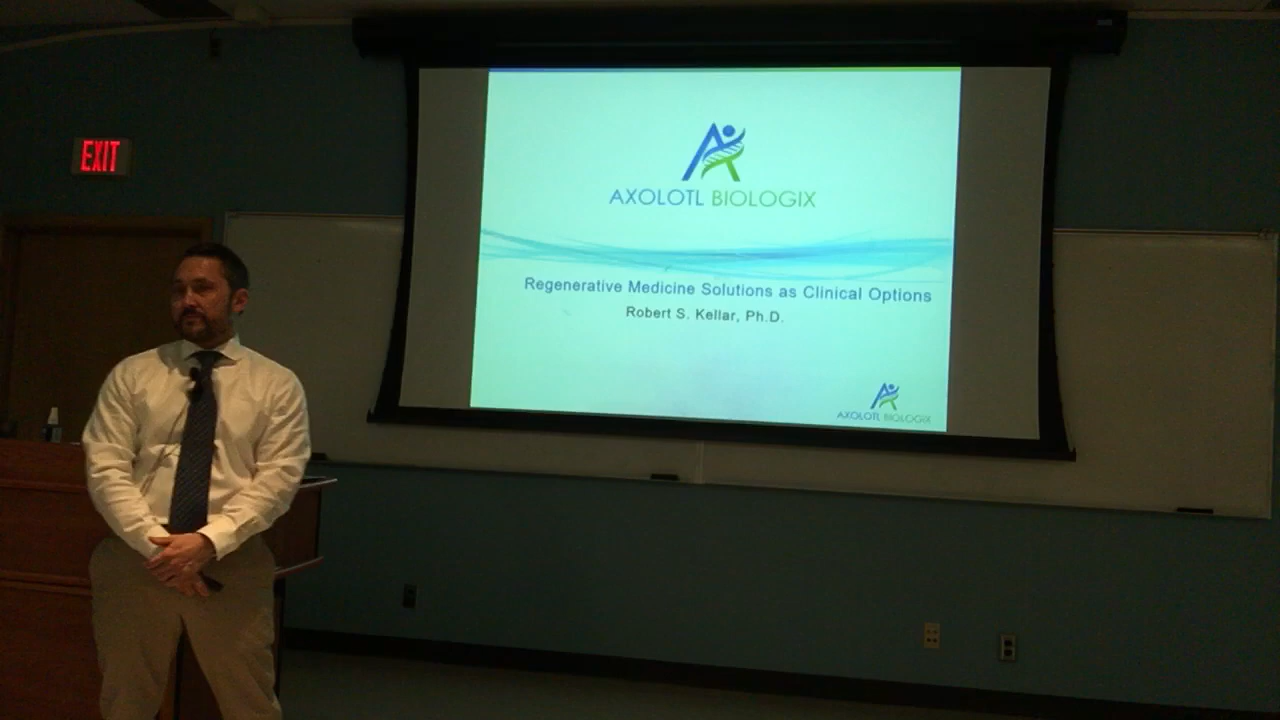 EXIT
AXOLOTL BIOLOGIX
Regenerative Medicine Solutions as Clinical Options
Robert S. Kellar, Ph.D.
AXOLOTL BIOLOGIX